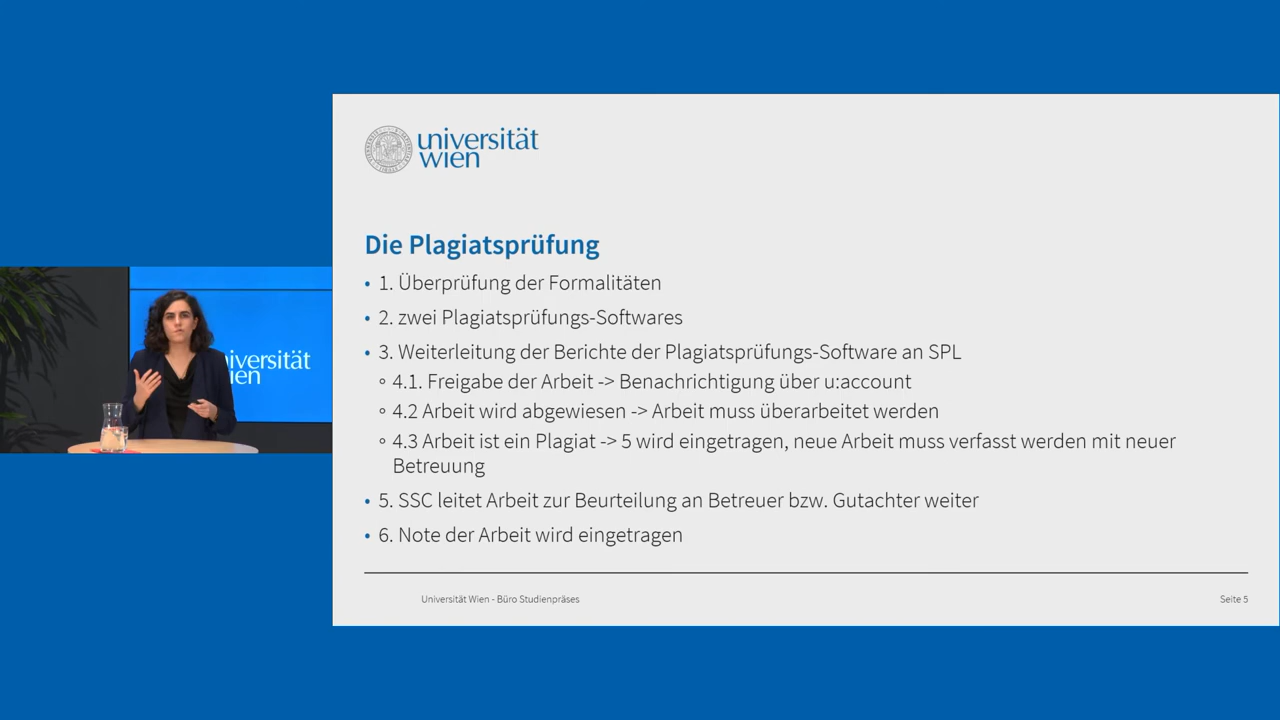 universität
wien
Die Plagiatsprüfung
• 1. Überprüfung der Formalitäten
• 2. zwei Plagiatsprüfungs-Softwares
• 3. Weiterleitung der Berichte der Plagiatsprüfungs-Software an SPL
◦ 4.1. Freigabe der Arbeit -> Benachrichtigung über u:account
◦ 4.2 Arbeit wird abgewiesen -> Arbeit muss überarbeitet werden
◦ 4.3 Arbeit ist ein Plagiat -> 5 wird eingetragen, neue Arbeit muss verfasst werden mit neuer
Betreuung
• 5. SSC leitet Arbeit zur Beurteilung an Betreuer bzw. Gutachter weiter
• 6. Note der Arbeit wird eingetragen
Universität Wien - Büro Studienpräses
Seite 5
iversität
ien